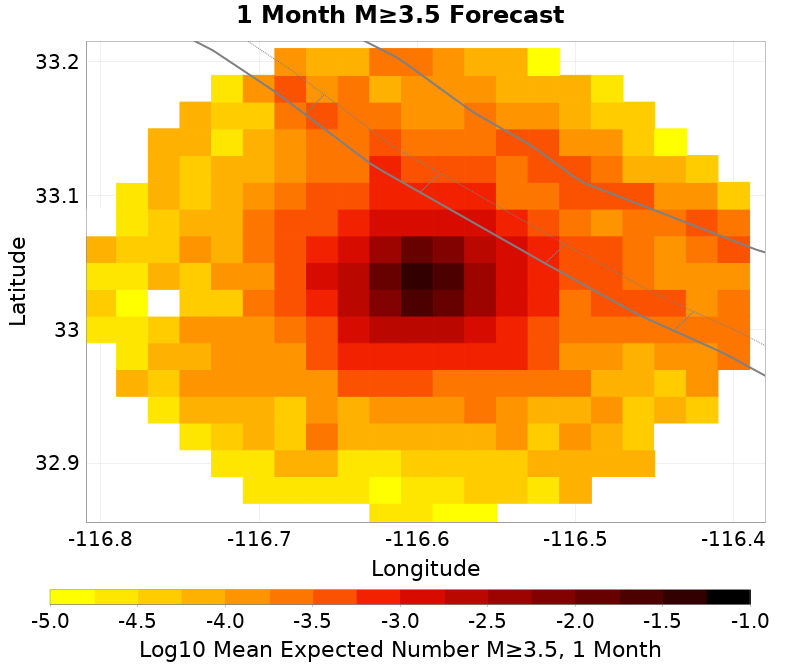 1 Month M≥3.5 Forecast
33.2
33.1
33
32.9
Latitude
-116.8 -116.7 -116.6 -116.5 -116.4
Longitude
-5.0 -4.5 -4.0 -3.5 -3.0 -2.5 -2.0 -1.5 -1.0
Log10 Mean Expected Number M≥3.5, 1 Month